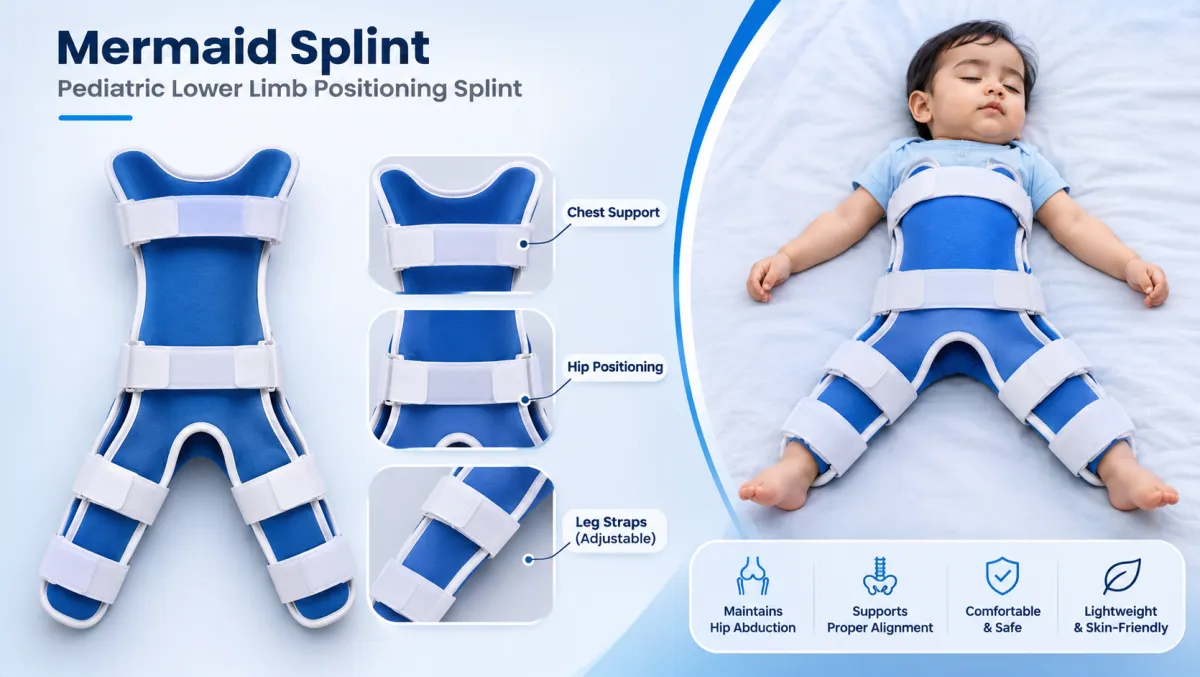 Mermaid Splint
Pediatric Lower Limb Positioning Splint
Chest Support
Hip Positioning
Leg Straps
(Adjustable)
Maintains
Hip Abduction
Supports
Proper Alignment
Comfortable
& Safe
Lightweight
& Skin-Friendly